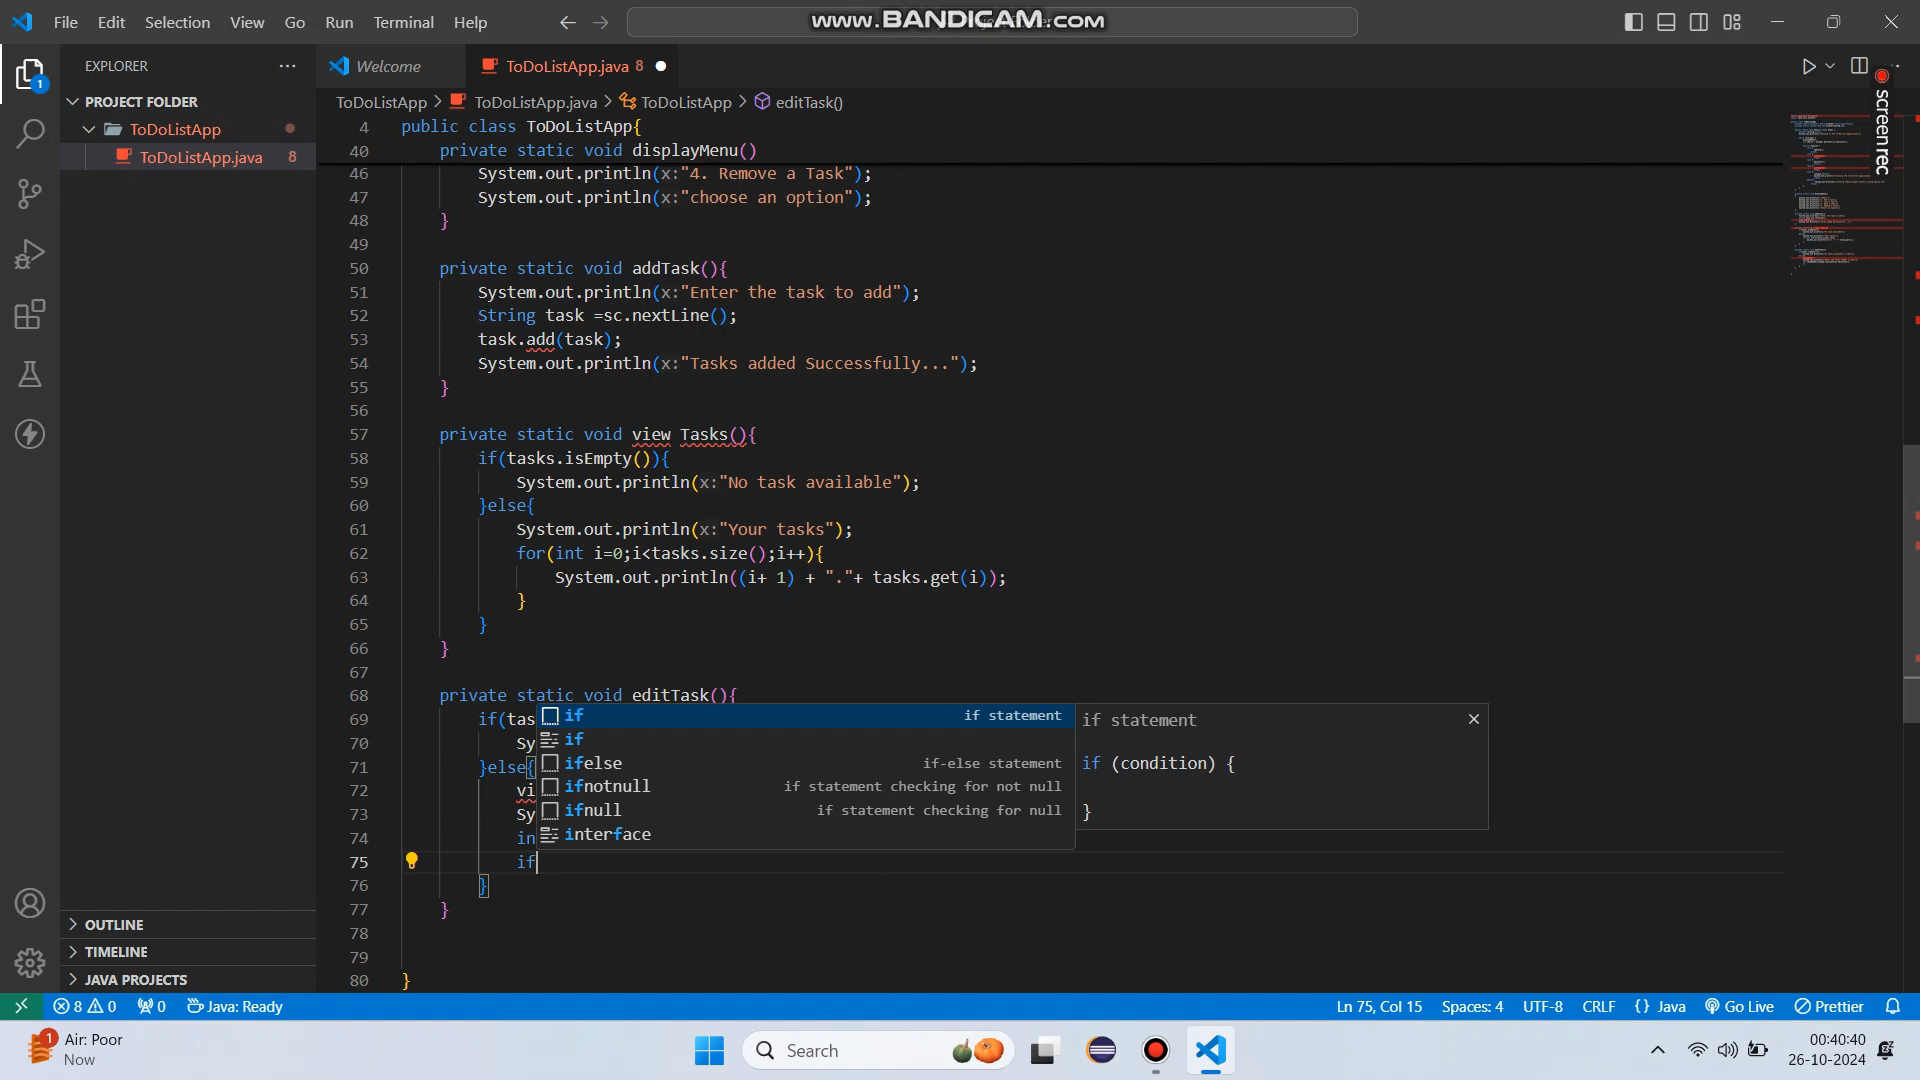 File Edit Selection View Go Run Terminal Help
www.BANDICAM.com
EXPLORER
Welcome
ToDoListApp.java 8
1
PROJECT FOLDER
ToDoListApp
ToDoListApp.java 8
ToDoListApp > ToDoListApp.java > ToDoListApp > editTask()
4 public class ToDoListApp{
40 private static void displayMenu()
46 System.out.println(x:"4. Remove a Task");
47 System.out.println(x:"choose an option");
48 }
49
50 private static void addTask(){
51 System.out.println(x:"Enter the task to add");
52 String task =sc.nextLine();
53 task.add(task);
54 System.out.println(x:"Tasks added Successfully...");
55 }
56
57 private static void view Tasks(){
58 if(tasks.isEmpty()){
59 System.out.println(x:"No task available");
60 }else{
61 System.out.println(x:"Your tasks");
62 for(int i=0;i<tasks.size();i++){
63 System.out.println((i+ 1) + "."+ tasks.get(i));
64 }
65 }
66 }
67
68 private static void editTask(){
69 if(tas
70 Sy
71 }else{
72 vi
73 Sy
74 in
75 if
76 }
77 }
78
79
80 }
if if statement
if
ifelse if-else statement
ifnotnull if statement checking for not null
ifnull if statement checking for null
interface
if statement
if (condition) {
}
screen rec
OUTLINE
TIMELINE
JAVA PROJECTS
8 0 0 Java: Ready
Ln 75, Col 15 Spaces: 4 UTF-8 CRLF {} Java Go Live Prettier
1
Air: Poor
Now
Search
00:40:40
26-10-2024